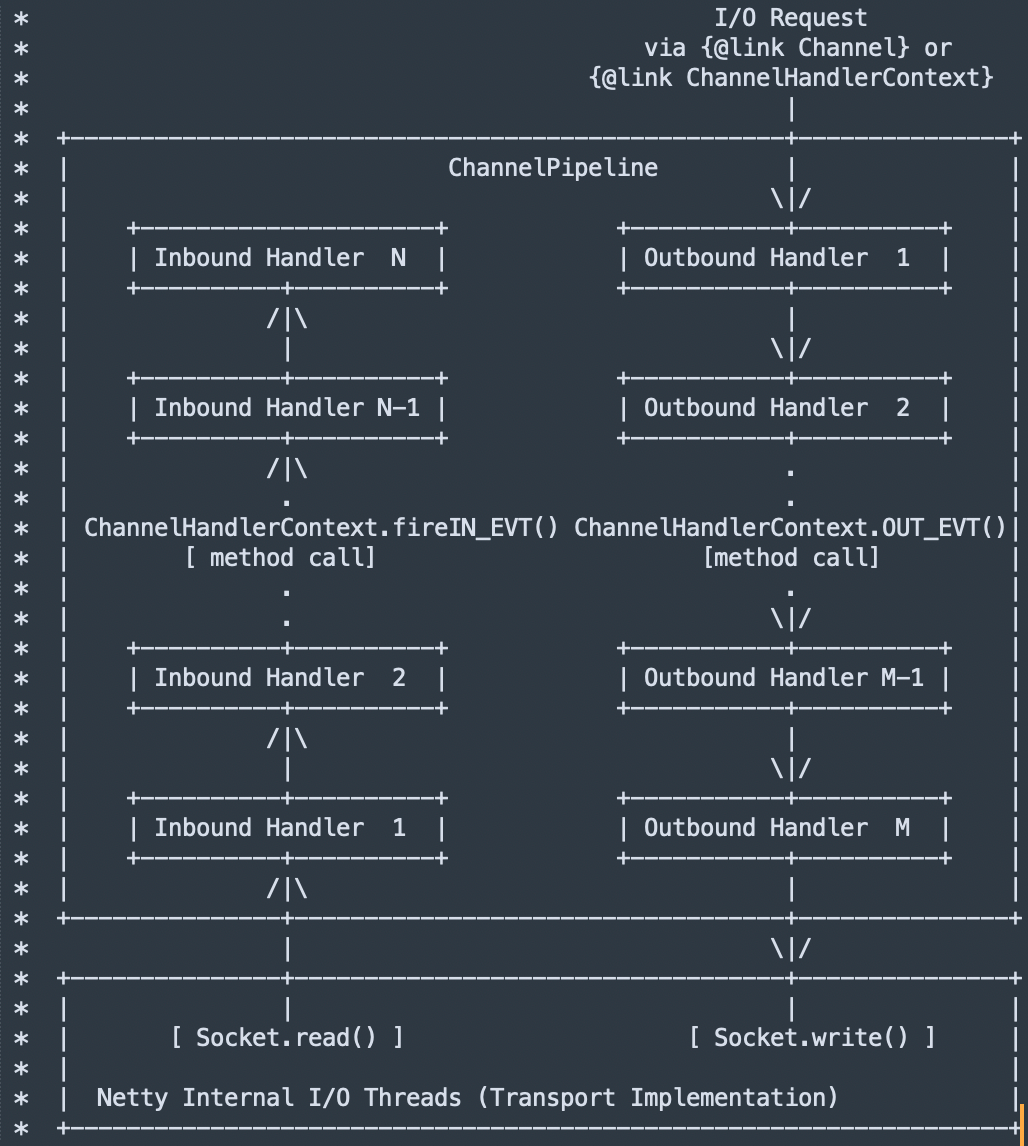 *                                                 I/O Request
*                                            via {@link Channel} or
*                                        {@link ChannelHandlerContext}
*                                                      |
*  +---------------------------------------------------+---------------+
*  |                           ChannelPipeline         |               |
*  |                                                  \|/              |
*  |    +---------------------+            +-----------+----------+    |
*  |    | Inbound Handler  N  |            | Outbound Handler  1  |    |
*  |    +----------+----------+            +-----------+----------+    |
*  |              /|\                                  |               |
*  |               |                                  \|/              |
*  |    +----------+----------+            +-----------+----------+    |
*  |    | Inbound Handler N-1 |            | Outbound Handler  2  |    |
*  |    +----------+----------+            +-----------+----------+    |
*  |              /|\                                  .               |
*  |               .                                   .               |
*  | ChannelHandlerContext.fireIN_EVT() ChannelHandlerContext.OUT_EVT()|
*  |        [ method call]                       [method call]         |
*  |               .                                   .               |
*  |               .                                  \|/              |
*  |    +----------+----------+            +-----------+----------+    |
*  |    | Inbound Handler  2  |            | Outbound Handler M-1 |    |
*  |    +----------+----------+            +-----------+----------+    |
*  |              /|\                                  |               |
*  |               |                                  \|/              |
*  |    +----------+----------+            +-----------+----------+    |
*  |    | Inbound Handler  1  |            | Outbound Handler  M  |    |
*  |    +----------+----------+            +-----------+----------+    |
*  |              /|\                                  |               |
*  +---------------+-----------------------------------+---------------+
*                  |                                  \|/
*  +---------------+-----------------------------------+---------------+
*  |               |                                   |               |
*  |       [ Socket.read() ]                    [ Socket.write() ]     |
*  |                                                                   |
*  |  Netty Internal I/O Threads (Transport Implementation)            |
*  +-------------------------------------------------------------------+